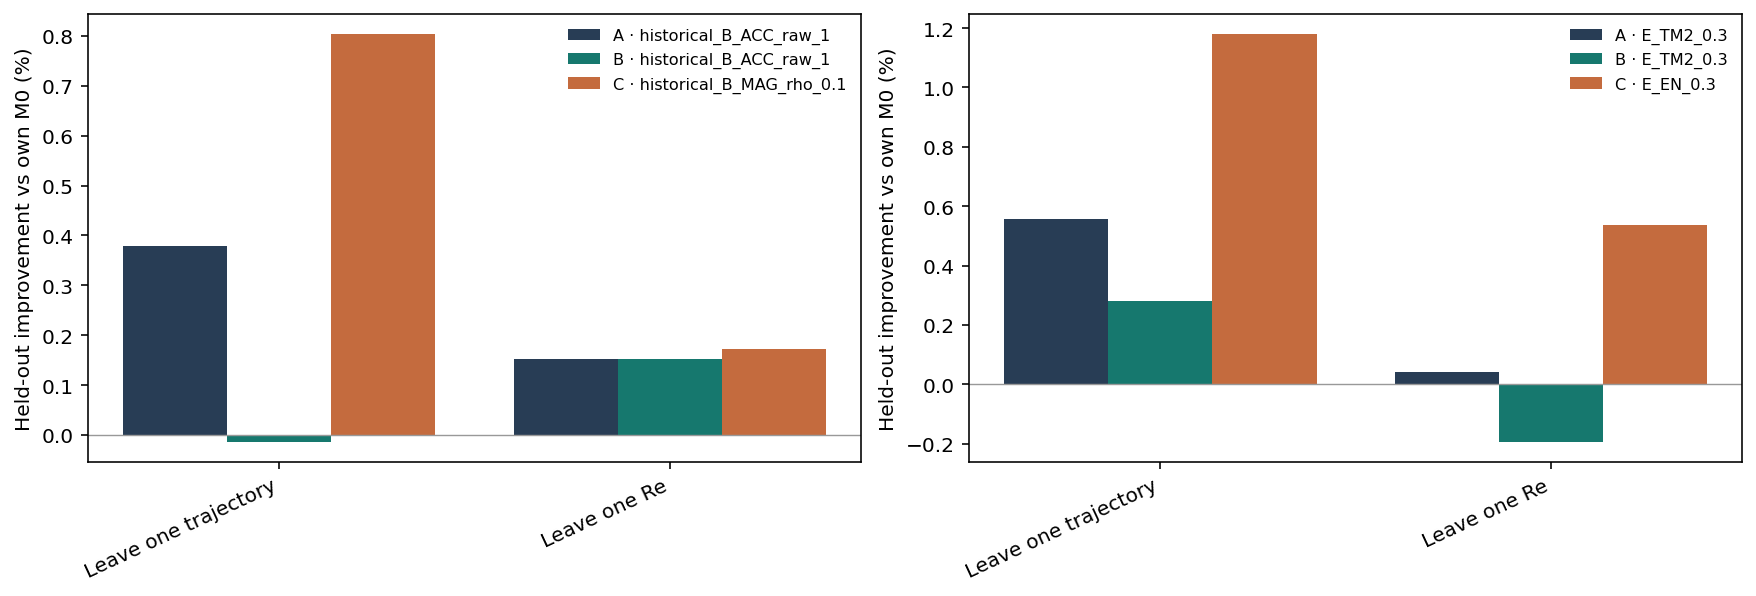 Held-out improvement vs own M0 (%)
0.8
0.7
0.6
0.5
0.4
0.3
0.2
0.1
0.0
A · historical_B_ACC_raw_1
B · historical_B_ACC_raw_1
C · historical_B_MAG_rho_0.1
Leave one trajectory
Leave one Re
Held-out improvement vs own M0 (%)
1.2
1.0
0.8
0.6
0.4
0.2
0.0
−0.2
A · E_TM2_0.3
B · E_TM2_0.3
C · E_EN_0.3
Leave one trajectory
Leave one Re